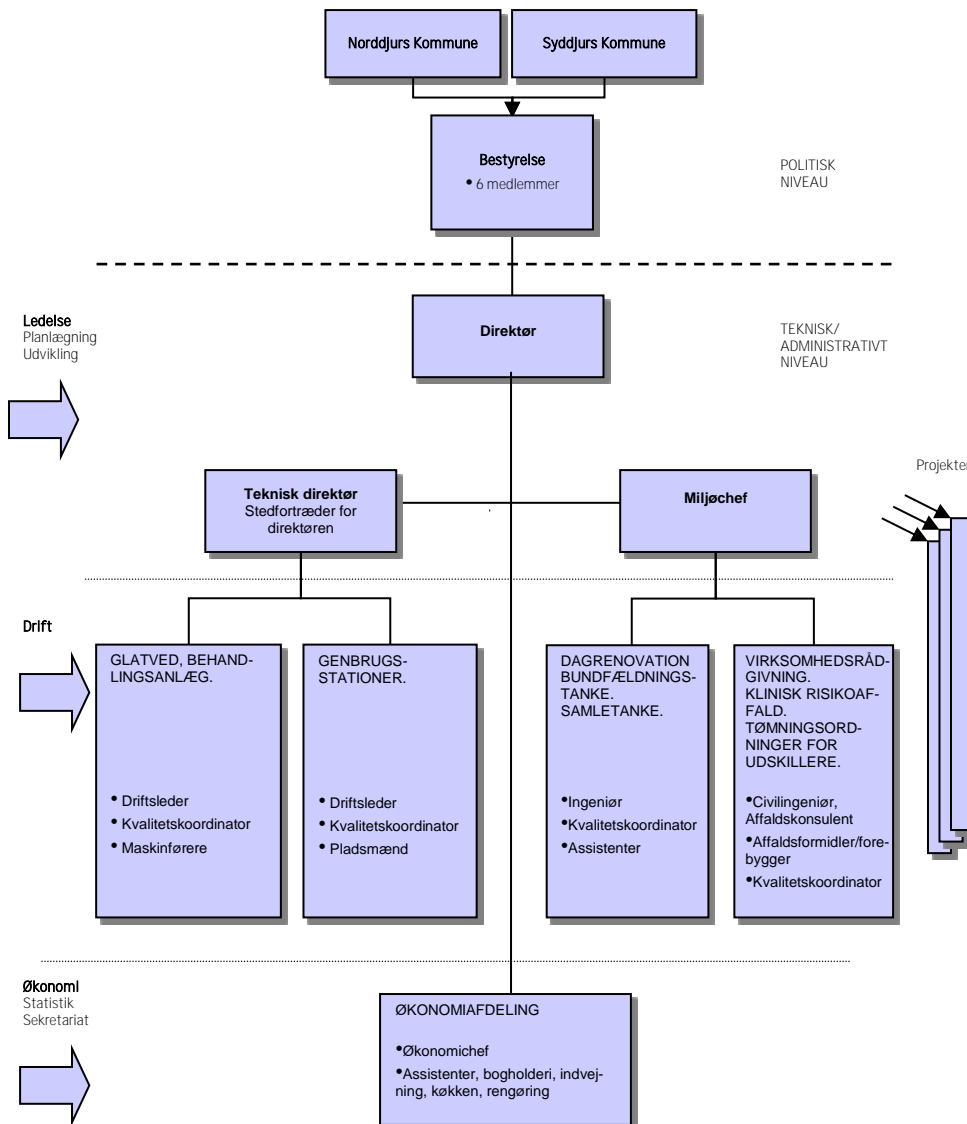 Norddjurs Kommune
Syddjurs Kommune
Bestyrelse
• 6 medlemmer
POLITISK
NIVEAU
Ledelse
Planlægning
Udvikling
Direktør
TEKNISK/
ADMINISTRATIVT
NIVEAU
Projekter
Teknisk direktør
Stedfortræder for
direktøren
Miljøchef
Drift
GLATVED, BEHAND-
LINGSANLÆG.
• Driftsleder
• Kvalitetskoordinator
• Maskinførere
GENBRUGS-
STATIONER.
• Driftsleder
• Kvalitetskoordinator
• Pladsmænd
DAGRENOVATION
BUNDFÆLDNINGS-
TANKE.
SAMLETANKE.
•Ingeniør
•Kvalitetskoordinator
•Assistenter
VIRKSOMHEDSRÅD-
GIVNING.
KLINISK RISIKOAF-
FALD.
TØMNINGSORD-
NINGER FOR
UDSKILLERE.
•Civilingeniør,
Affaldskonsulent
•Affaldsformidler/fore-
bygger
•Kvalitetskoordinator
Økonomi
Statistik
Sekretariat
ØKONOMIAFDELING
•Økonomichef
•Assistenter, bogholderi, indvej-
ning, køkken, rengøring